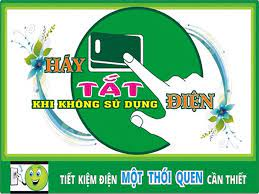 HÃY
TẮT
KHI KHÔNG SỬ DỤNG
ĐIỆN
TIẾT KIỆM ĐIỆN MỘT THÓI QUEN CẦN THIẾT